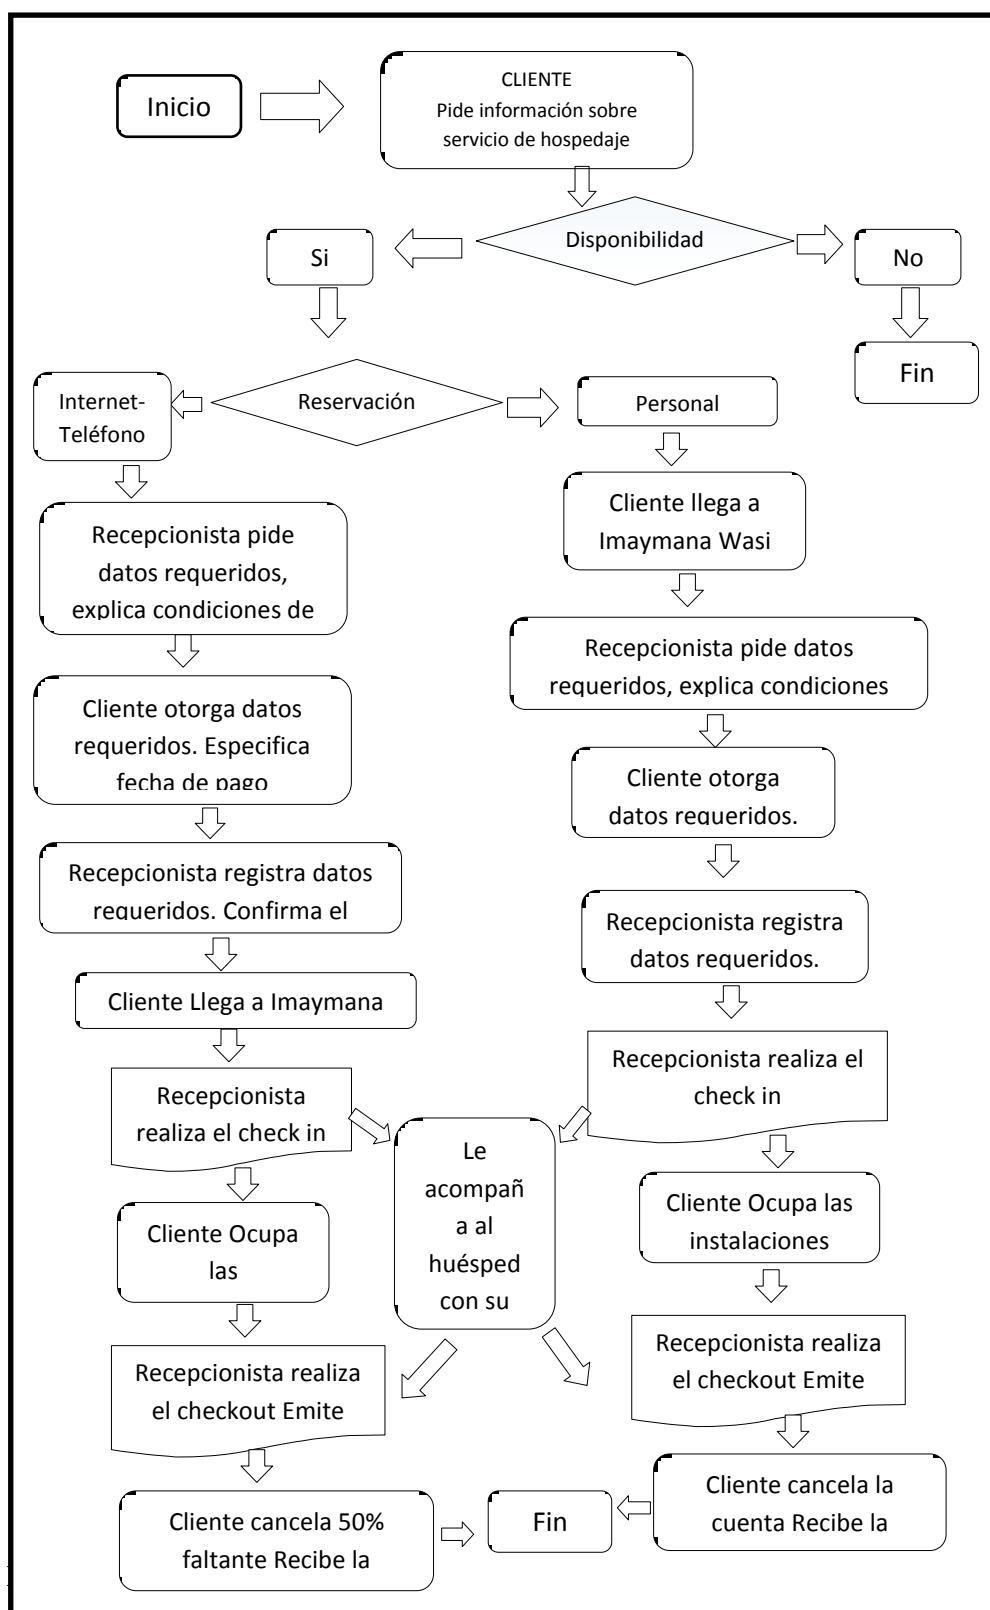 Inicio
CLIENTE
Pide información sobre
servicio de hospedaje
Disponibilidad
Si
No
Fin
Reservación
Internet-
Teléfono
Personal
Recepcionista pide
datos requeridos,
explica condiciones de
Cliente llega a
Imaymana Wasi
Cliente otorga datos
requeridos. Especifica
fecha de pago
Recepcionista pide datos
requeridos, explica condiciones
Recepcionista registra datos
requeridos. Confirma el
Cliente otorga
datos requeridos.
Cliente Llega a Imaymana
Recepcionista registra
datos requeridos.
Recepcionista
realiza el check in
Recepcionista realiza el
check in
Le
acompañ
a al
huésped
con su
Cliente Ocupa
las
Cliente Ocupa las
instalaciones
Recepcionista realiza
el checkout Emite
Recepcionista realiza
el checkout Emite
Cliente cancela 50%
faltante Recibe la
Fin
Cliente cancela la
cuenta Recibe la